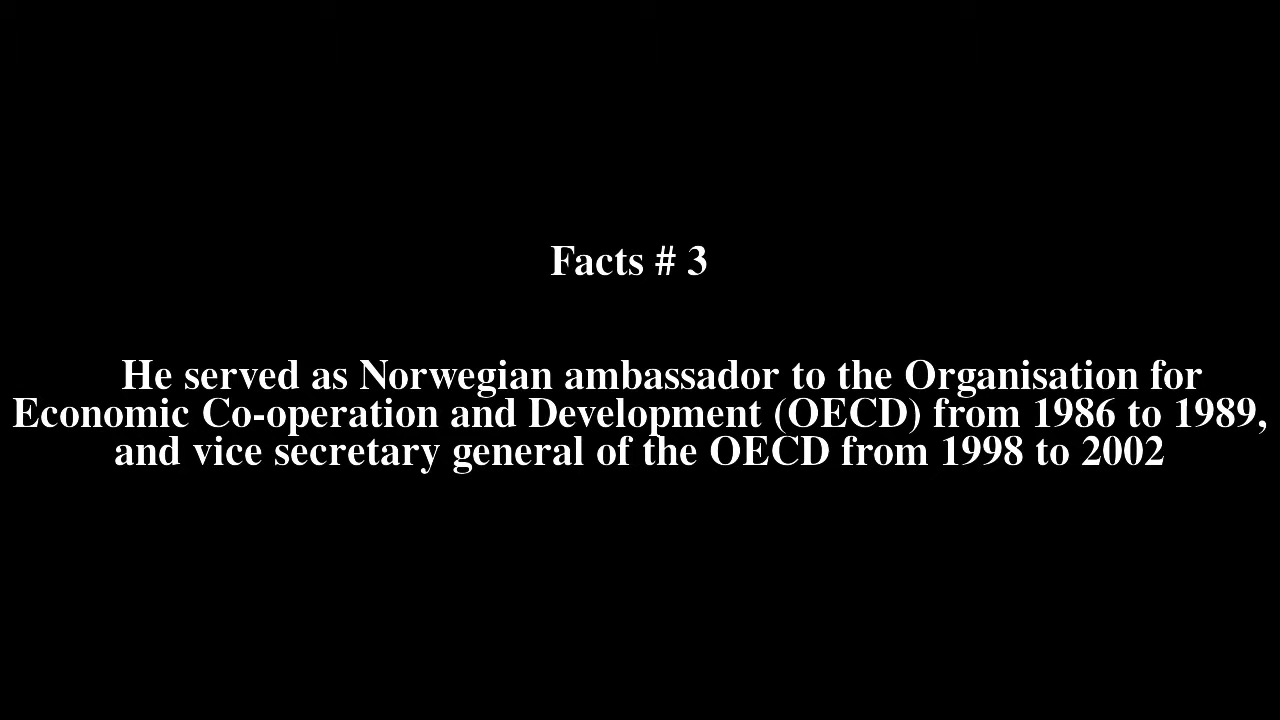 Facts # 3
He served as Norwegian ambassador to the Organisation for
Economic Co-operation and Development (OECD) from 1986 to 1989,
and vice secretary general of the OECD from 1998 to 2002